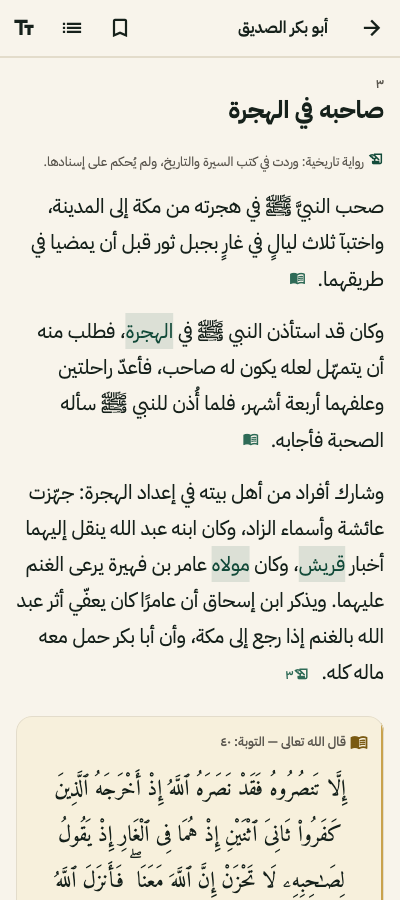 أبو بكر الصديق
٣
صاحبه في الهجرة
رواية تاريخية: وردت في كتب السيرة والتاريخ، ولم يُحكم على إسنادها.
صحب النبيَّ ﷺ في هجرته من مكة إلى المدينة،
واختبآ ثلاث ليالٍ في غارٍ بجبل ثور قبل أن يمضيا في
طريقهما.
وكان قد استأذن النبي ﷺ في الهجرة، فطلب منه
أن يتمهّل لعله يكون له صاحب، فأعدّ راحلتين
وعلفهما أربعة أشهر، فلما أُذن للنبي ﷺ سأله
الصحبة فأجابه.
وشارك أفراد من أهل بيته في إعداد الهجرة: جهّزت
عائشة وأسماء الزاد، وكان ابنه عبد الله ينقل إليهما
أخبار قريش، وكان مولاه عامر بن فهيرة يرعى الغنم
عليهما. ويذكر ابن إسحاق أن عامرًا كان يعفّي أثر عبد
الله بالغنم إذا رجع إلى مكة، وأن أبا بكر حمل معه
ماله كله. ٣
قال الله تعالى — التوبة: ٤٠
إِلَّا تَنصُرُوهُ فَقَدْ نَصَرَهُ ٱللَّهُ إِذْ أَخْرَجَهُ ٱلَّذِينَ
كَفَرُوا۟ ثَانِىَ ٱثْنَيْنِ إِذْ هُمَا فِى ٱلْغَارِ إِذْ يَقُولُ
لِصَـٰحِبِهِۦ لَا تَحْزَنْ إِنَّ ٱللَّهَ مَعَنَا ۖ فَأَنزَلَ ٱللَّهُ